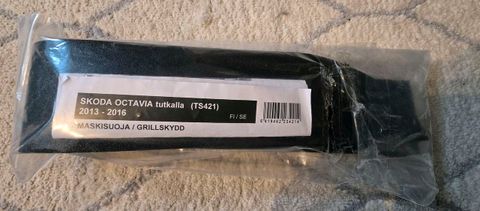 SKODA OCTAVIA tutkalla (TS421)
2013 - 2016
FI / SE
MASKISUOJA / GRILLSKYDD